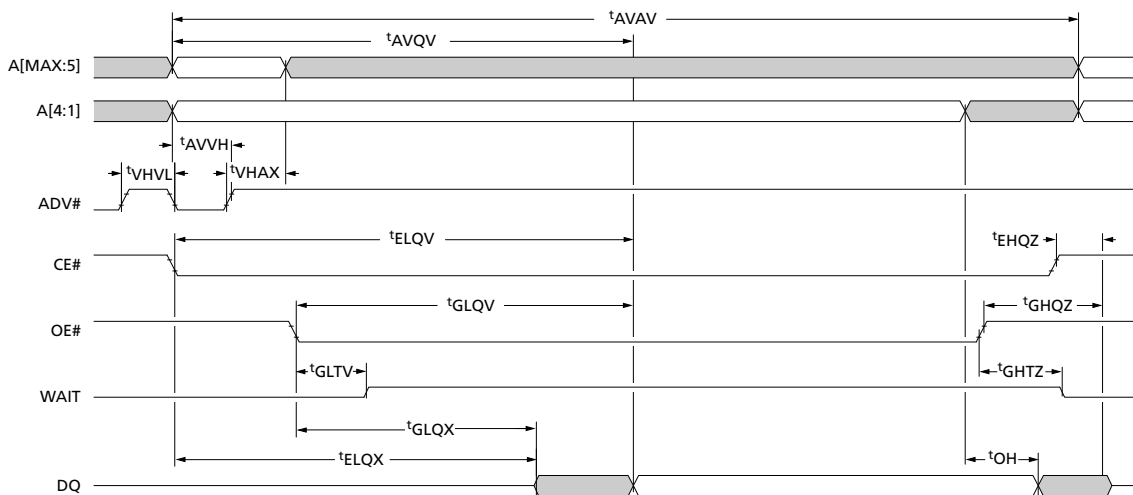 tAVAV
tAVQV
A[MAX:5]
A[4:1]
tAVVH
tVHVL
tVHAX
ADV#
tELQV
tEHQZ
CE#
tGLQV
tGHQZ
OE#
tGLTV
tGHTZ
WAIT
tGLQX
tELQX
tOH
DQ